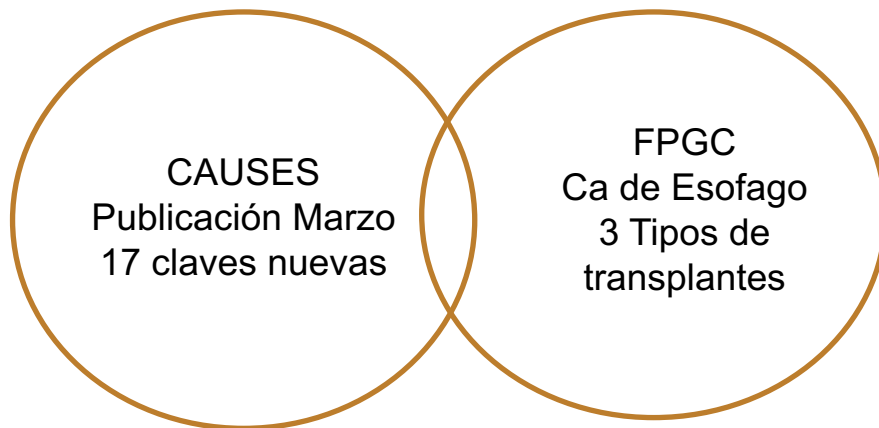 CAUSES
Publicación Marzo
17 claves nuevas
FPGC
Ca de Esofago
3 Tipos de
transplantes